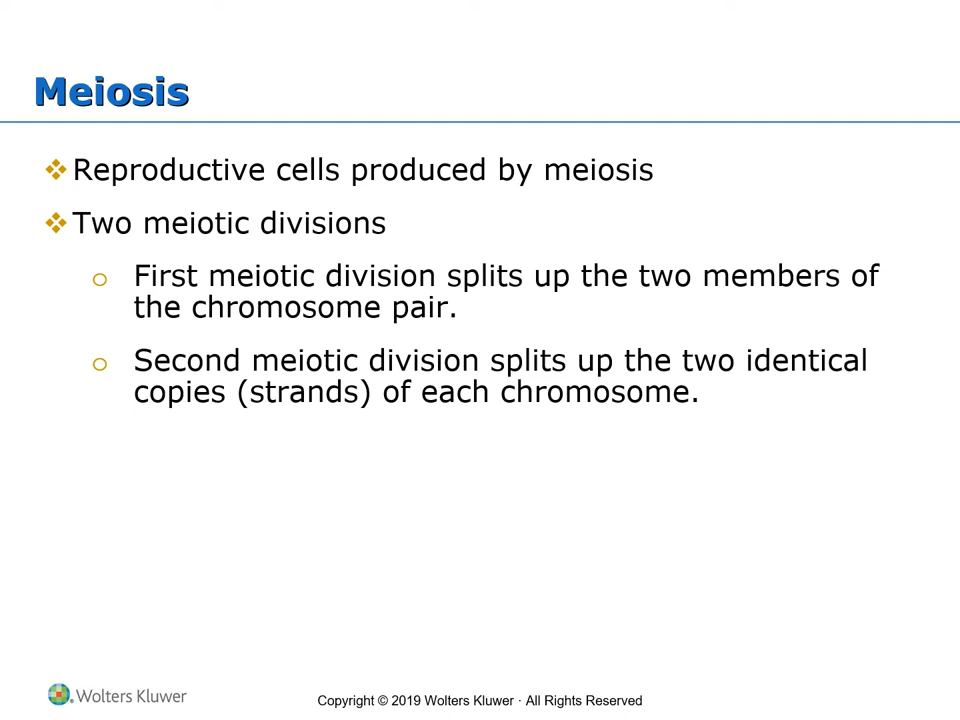 Meiosis
❖Reproductive cells produced by meiosis
❖Two meiotic divisions
o First meiotic division splits up the two members of
the chromosome pair.
o Second meiotic division splits up the two identical
copies (strands) of each chromosome.
Wolters Kluwer
Copyright © 2019 Wolters Kluwer · All Rights Reserved